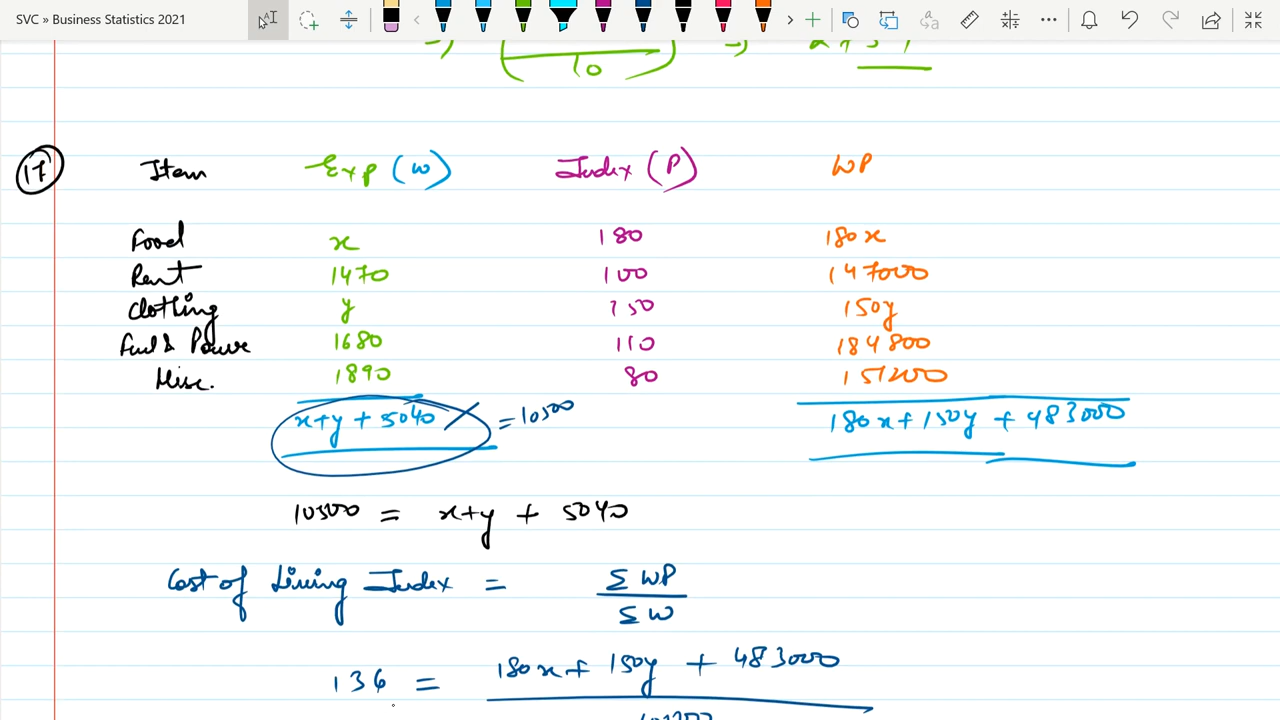 SVC » Business Statistics 2021
10
17 Item Exp (W) Index (P) WP
Food x 180 180x
Rent 1470 100 147000
Clothing y 150 150y
Fuel & Power 1680 110 184800
Misc. 1890 80 151200
x+y + 5040 = 10500 180x + 150y + 483000
10500 = x+y + 5040
Cost of Living Index = Σ WP
Σ W
136 = 180x + 150y + 483000